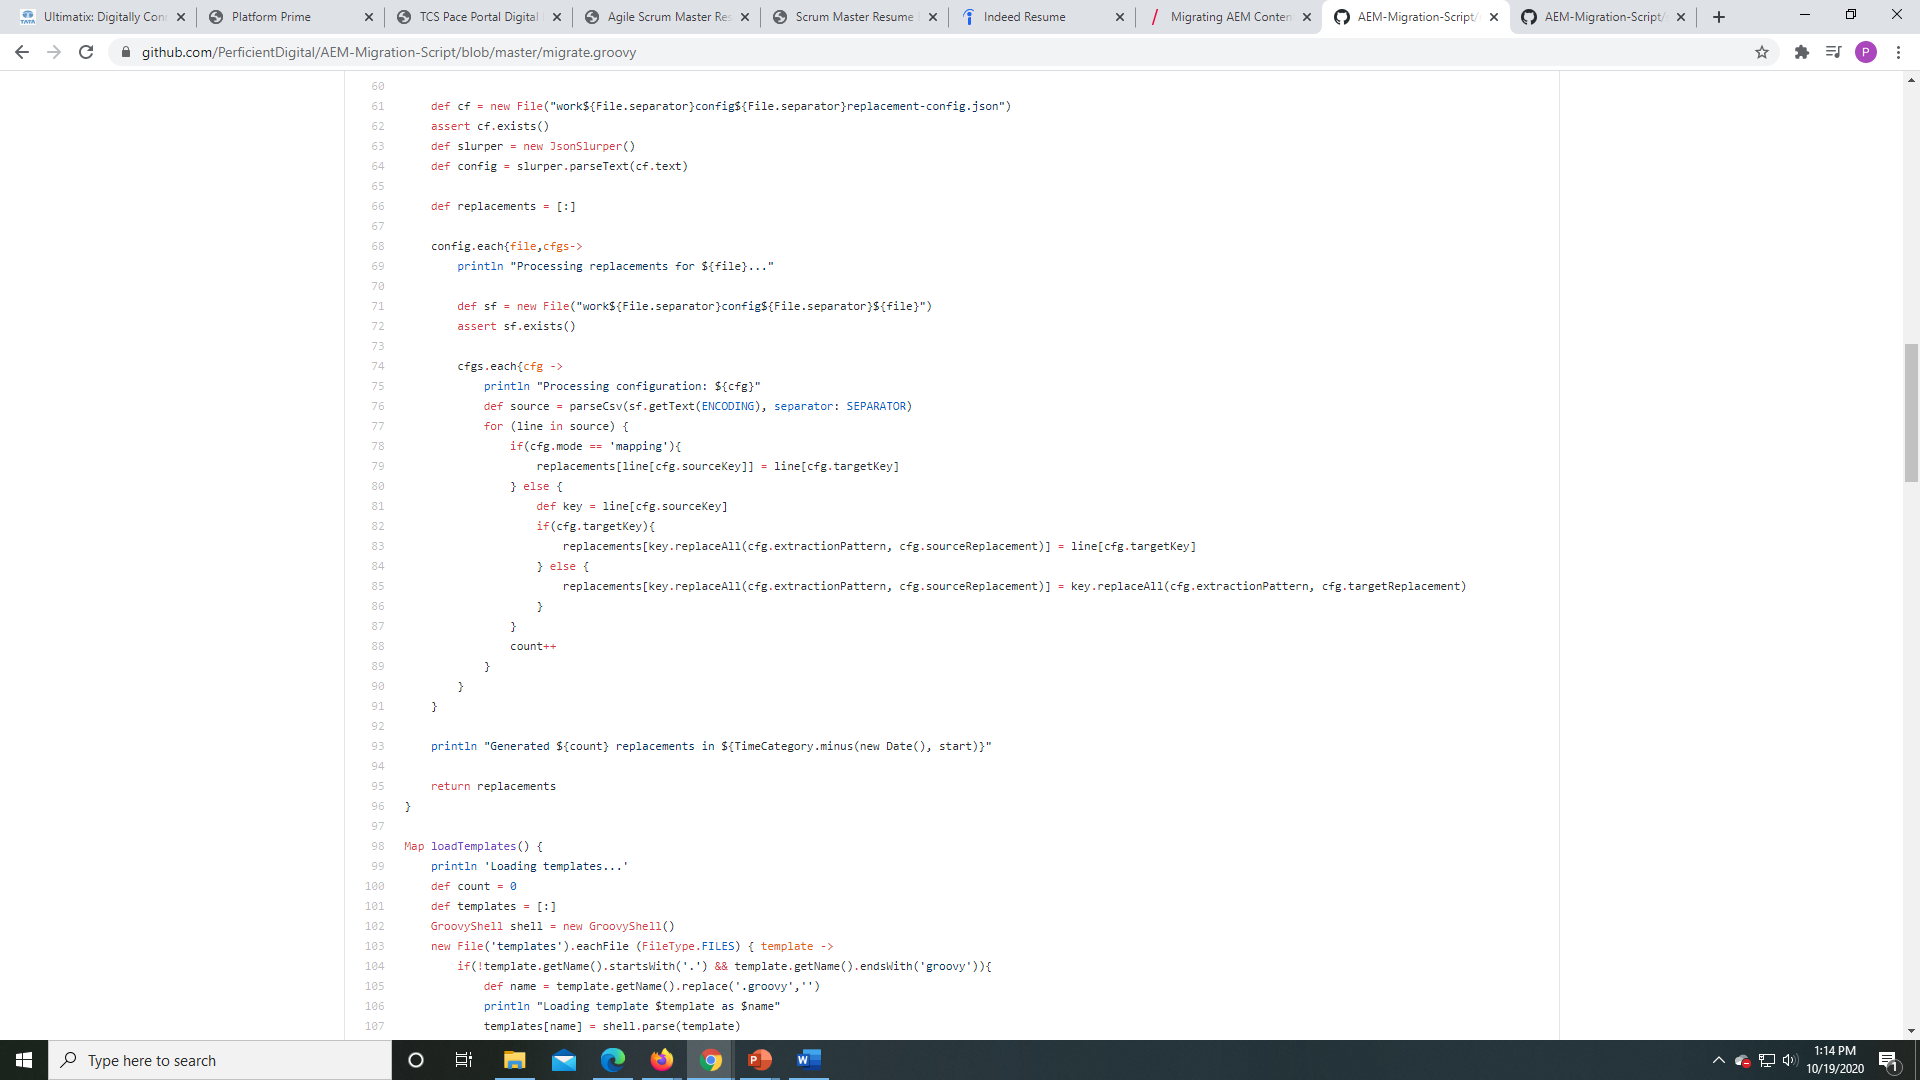 Ultimatix: Digitally Con
Platform Prime
TCS Pace Portal Digital
Agile Scrum Master Res
Scrum Master Resume
Indeed Resume
Migrating AEM Conten
AEM-Migration-Script/
AEM-Migration-Script/
github.com/PerficientDigital/AEM-Migration-Script/blob/master/migrate.groovy
P
60
61 def cf = new File("work${File.separator}config${File.separator}replacement-config.json")
62 assert cf.exists()
63 def slurper = new JsonSlurper()
64 def config = slurper.parseText(cf.text)
65
66 def replacements = [:]
67
68 config.each{file,cfgs->
69 println "Processing replacements for ${file}..."
70
71 def sf = new File("work${File.separator}config${File.separator}${file}")
72 assert sf.exists()
73
74 cfgs.each{cfg ->
75 println "Processing configuration: ${cfg}"
76 def source = parseCsv(sf.getText(ENCODING), separator: SEPARATOR)
77 for (line in source) {
78 if(cfg.mode == 'mapping'){
79 replacements[line[cfg.sourceKey]] = line[cfg.targetKey]
80 } else {
81 def key = line[cfg.sourceKey]
82 if(cfg.targetKey){
83 replacements[key.replaceAll(cfg.extractionPattern, cfg.sourceReplacement)] = line[cfg.targetKey]
84 } else {
85 replacements[key.replaceAll(cfg.extractionPattern, cfg.sourceReplacement)] = key.replaceAll(cfg.extractionPattern, cfg.targetReplacement)
86 }
87 }
88 count++
89 }
90 }
91 }
92
93 println "Generated ${count} replacements in ${TimeCategory.minus(new Date(), start)}"
94
95 return replacements
96 }
97
98 Map loadTemplates() {
99 println 'Loading templates...'
100 def count = 0
101 def templates = [:]
102 GroovyShell shell = new GroovyShell()
103 new File('templates').eachFile (FileType.FILES) { template ->
104 if(!template.getName().startsWith('.') && template.getName().endsWith('groovy')){
105 def name = template.getName().replace('.groovy','')
106 println "Loading template $template as $name"
107 templates[name] = shell.parse(template)
Type here to search
1:14 PM
10/19/2020
1